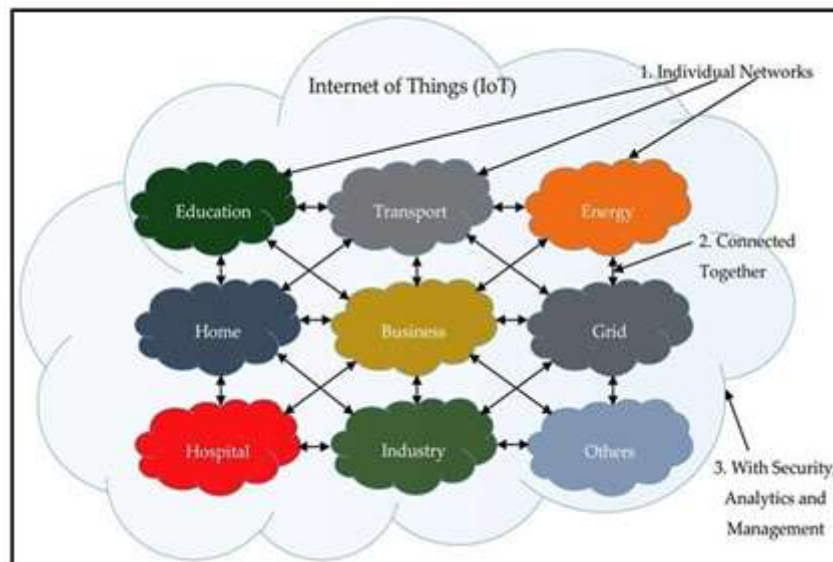 Internet of Things (IoT)
1. Individual Networks
Education
Transport
Energy
2. Connected
Together
Home
Business
Grid
Hospital
Industry
Others
3. With Security,
Analytics and
Management